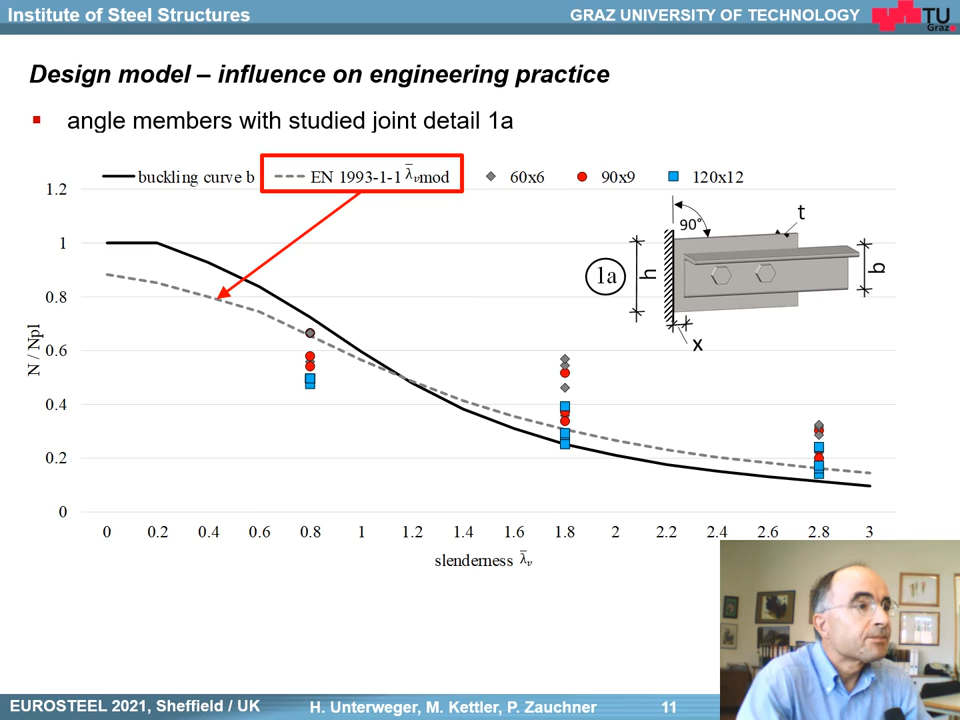 Institute of Steel Structures
GRAZ UNIVERSITY OF TECHNOLOGY
TU
Graz
Design model – influence on engineering practice
angle members with studied joint detail 1a
buckling curve b
EN 1993-1-1 λ̅ᵥmod
60x6
90x9
120x12
1.2
1
0.8
0.6
0.4
0.2
0
N / Npl
0 0.2 0.4 0.6 0.8 1 1.2 1.4 1.6 1.8 2 2.2 2.4 2.6 2.8 3
slenderness λ̅ᵥ
90°
t
1a
h
b
x
EUROSTEEL 2021, Sheffield / UK
H. Unterweger, M. Kettler, P. Zauchner
11